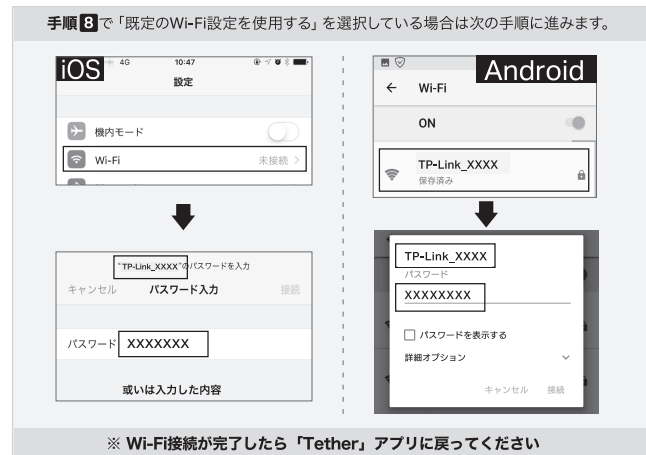 手順8で「既定のWi-Fi設定を使用する」を選択している場合は次の手順に進みます。
iOS
4G
10:47
設定
機内モード
Wi-Fi
未接続
"TP-Link_XXXX"のパスワードを入力
キャンセル
パスワード入力
接続
パスワード
XXXXXXX
或いは入力した内容
Android
Wi-Fi
ON
TP-Link_XXXX
保存済み
TP-Link_XXXX
パスワード
XXXXXXXX
パスワードを表示する
詳細オプション
キャンセル
接続
※ Wi-Fi接続が完了したら「Tether」アプリに戻ってください